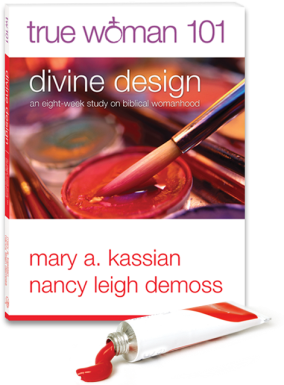 true woman 101
divine design
an eight-week study on biblical womanhood
mary a. kassian
nancy leigh demoss